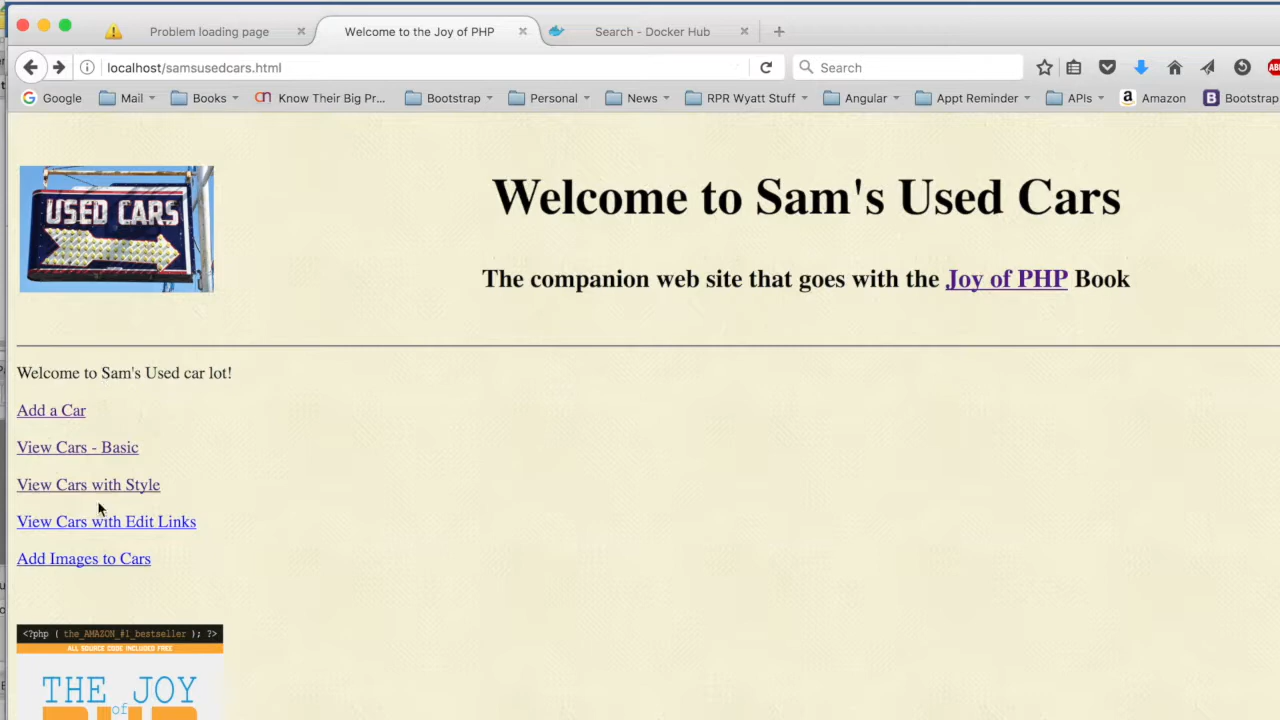 Problem loading page
Welcome to the Joy of PHP
Search - Docker Hub
localhost/samsusedcars.html
Search
Google
Mail
Books
Know Their Big Pr...
Bootstrap
Personal
News
RPR Wyatt Stuff
Angular
Appt Reminder
APIs
Amazon
Bootstrap
USED CARS
Welcome to Sam's Used Cars
The companion web site that goes with the Joy of PHP Book
Welcome to Sam's Used car lot!
Add a Car
View Cars - Basic
View Cars with Style
View Cars with Edit Links
Add Images to Cars
<?php ( the_AMAZON_#1_bestseller ); ?>
ALL SOURCE CODE INCLUDED FREE
THE JOY
of